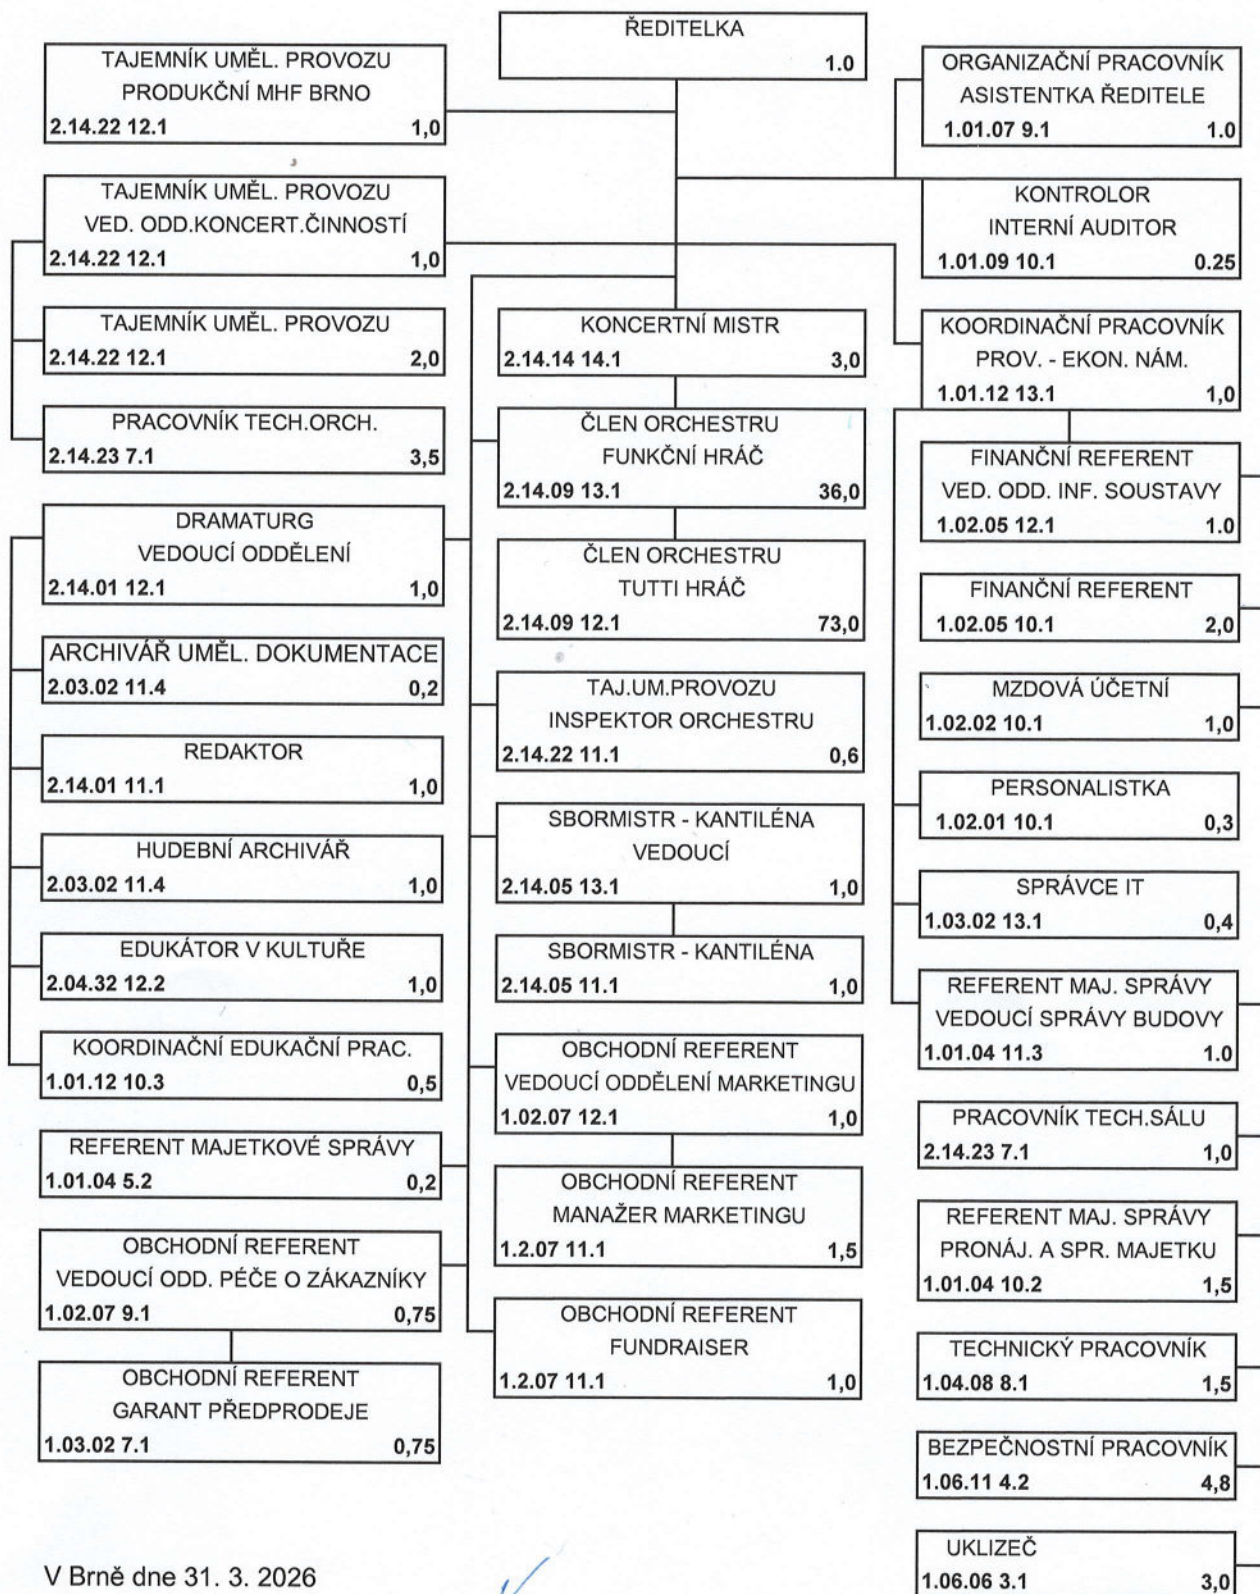 ŘEDITELKA
1.0
TAJEMNÍK UMĚL. PROVOZU
PRODUKČNÍ MHF BRNO
2.14.22 12.1 1,0
TAJEMNÍK UMĚL. PROVOZU
VED. ODD.KONCERT.ČINNOSTÍ
2.14.22 12.1 1,0
TAJEMNÍK UMĚL. PROVOZU
2.14.22 12.1 2,0
PRACOVNÍK TECH.ORCH.
2.14.23 7.1 3,5
DRAMATURG
VEDOUCÍ ODDĚLENÍ
2.14.01 12.1 1,0
ARCHIVÁŘ UMĚL. DOKUMENTACE
2.03.02 11.4 0,2
REDAKTOR
2.14.01 11.1 1,0
HUDEBNÍ ARCHIVÁŘ
2.03.02 11.4 1,0
EDUKÁTOR V KULTUŘE
2.04.32 12.2 1,0
KOORDINAČNÍ EDUKAČNÍ PRAC.
1.01.12 10.3 0,5
REFERENT MAJETKOVÉ SPRÁVY
1.01.04 5.2 0,2
OBCHODNÍ REFERENT
VEDOUCÍ ODD. PÉČE O ZÁKAZNÍKY
1.02.07 9.1 0,75
OBCHODNÍ REFERENT
GARANT PŘEDPRODEJE
1.03.02 7.1 0,75
KONCERTNÍ MISTR
2.14.14 14.1 3,0
ČLEN ORCHESTRU
FUNKČNÍ HRÁČ
2.14.09 13.1 36,0
ČLEN ORCHESTRU
TUTTI HRÁČ
2.14.09 12.1 73,0
TAJ.UM.PROVOZU
INSPEKTOR ORCHESTRU
2.14.22 11.1 0,6
SBORMISTR - KANTILÉNA
VEDOUCÍ
2.14.05 13.1 1,0
SBORMISTR - KANTILÉNA
2.14.05 11.1 1,0
OBCHODNÍ REFERENT
VEDOUCÍ ODDĚLENÍ MARKETINGU
1.02.07 12.1 1,0
OBCHODNÍ REFERENT
MANAŽER MARKETINGU
1.2.07 11.1 1,5
OBCHODNÍ REFERENT
FUNDRAISER
1.2.07 11.1 1,0
ORGANIZAČNÍ PRACOVNÍK
ASISTENTKA ŘEDITELE
1.01.07 9.1 1.0
KONTROLOR
INTERNÍ AUDITOR
1.01.09 10.1 0.25
KOORDINAČNÍ PRACOVNÍK
PROV. - EKON. NÁM.
1.01.12 13.1 1,0
FINANČNÍ REFERENT
VED. ODD. INF. SOUSTAVY
1.02.05 12.1 1.0
FINANČNÍ REFERENT
1.02.05 10.1 2,0
MZDOVÁ ÚČETNÍ
1.02.02 10.1 1,0
PERSONALISTKA
1.02.01 10.1 0,3
SPRÁVCE IT
1.03.02 13.1 0,4
REFERENT MAJ. SPRÁVY
VEDOUCÍ SPRÁVY BUDOVY
1.01.04 11.3 1.0
PRACOVNÍK TECH.SÁLU
2.14.23 7.1 1,0
REFERENT MAJ. SPRÁVY
PRONÁJ. A SPR. MAJETKU
1.01.04 10.2 1,5
TECHNICKÝ PRACOVNÍK
1.04.08 8.1 1,5
BEZPEČNOSTNÍ PRACOVNÍK
1.06.11 4.2 4,8
UKLIZEČ
1.06.06 3.1 3,0
V Brně dne 31. 3. 2026